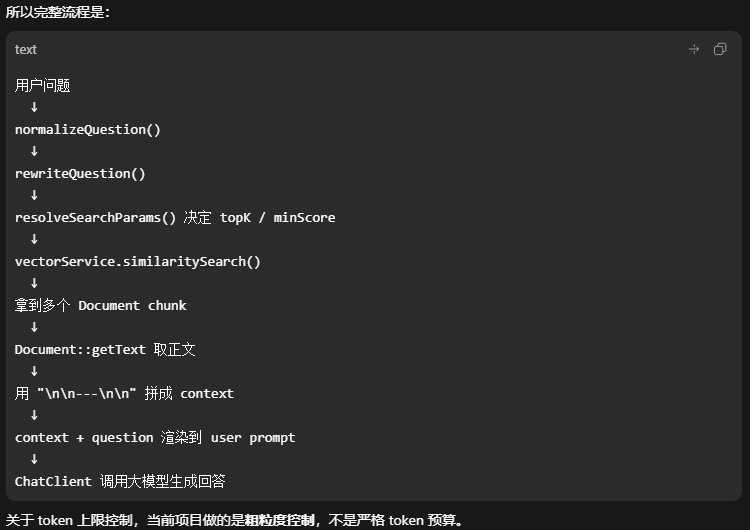 所以完整流程是：
text
用户问题
↓
normalizeQuestion()
↓
rewriteQuestion()
↓
resolveSearchParams() 决定 topK / minScore
↓
vectorService.similaritySearch()
↓
拿到多个 Document chunk
↓
Document::getText 取正文
↓
用 "\n\n---\n\n" 拼成 context
↓
context + question 渲染到 user prompt
↓
ChatClient 调用大模型生成回答
关于 token 上限控制，当前项目做的是粗粒度控制，不是严格 token 预算。